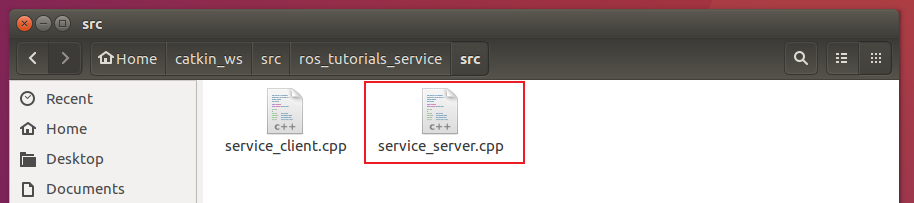 src
Home catkin_ws src ros_tutorials_service src
Recent
Home
Desktop
Documents
c++
service_client.cpp
c++
service_server.cpp